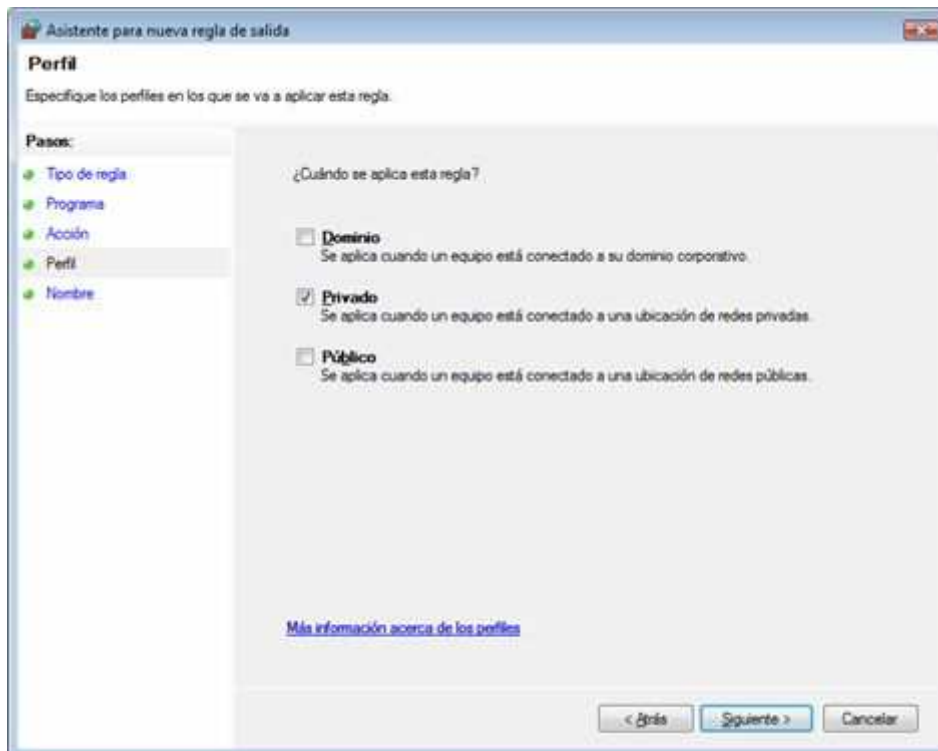 Asistente para nueva regla de salida
Perfil
Especifique los perfiles en los que se va a aplicar esta regla.
Pasos:
Tipo de regla
Programa
Acción
Perfil
Nombre
¿Cuándo se aplica esta regla?
Dominio
Se aplica cuando un equipo está conectado a su dominio corporativo.
Privado
Se aplica cuando un equipo está conectado a una ubicación de redes privadas.
Público
Se aplica cuando un equipo está conectado a una ubicación de redes públicas.
Más información acerca de los perfiles
< Atrás
Siguiente >
Cancelar